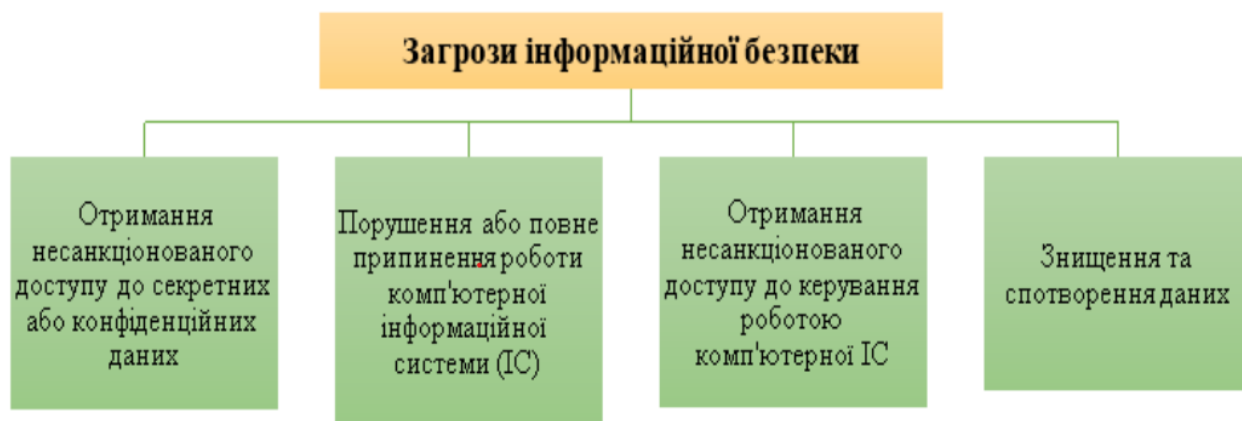 Загрози інформаційної безпеки
Отримання
несанкціонованого
доступу до секретних
або конфіденційних
даних
Порушення або повне
припинення роботи
комп'ютерної
інформаційної
системи (ІС)
Отримання
несанкціонованого
доступу до керування
роботою
комп'ютерної ІС
Знищення та
спотворення даних